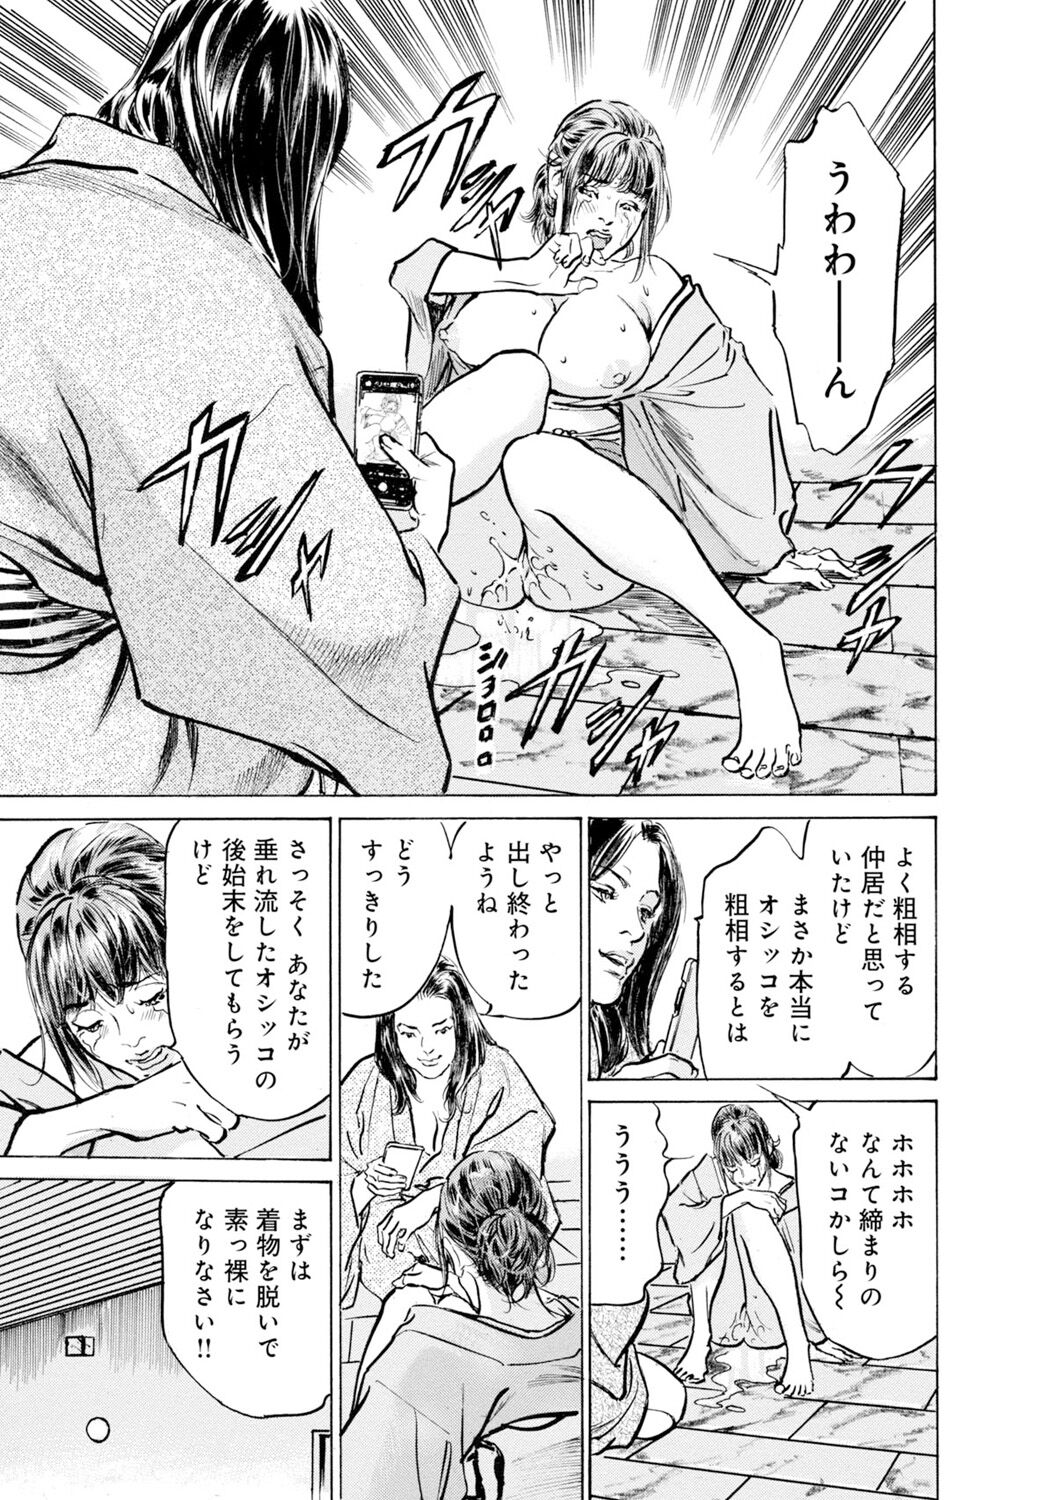 うわわーーん
カシャ
カシャ
カシャ
カシャ
ジョロロロ。
よく粗相する
仲居だと思って
いたけど
まさか本当に
オシッコを
粗相するとは
やっと
出し終わった
ようね
どう
すっきりした
さっそく あなたが
垂れ流したオシッコの
後始末をしてもらう
けど
ホホホホ
なんて締まりの
ないコかしら～
ううう……
まずは
着物を脱いで
素っ裸に
なりなさい!!